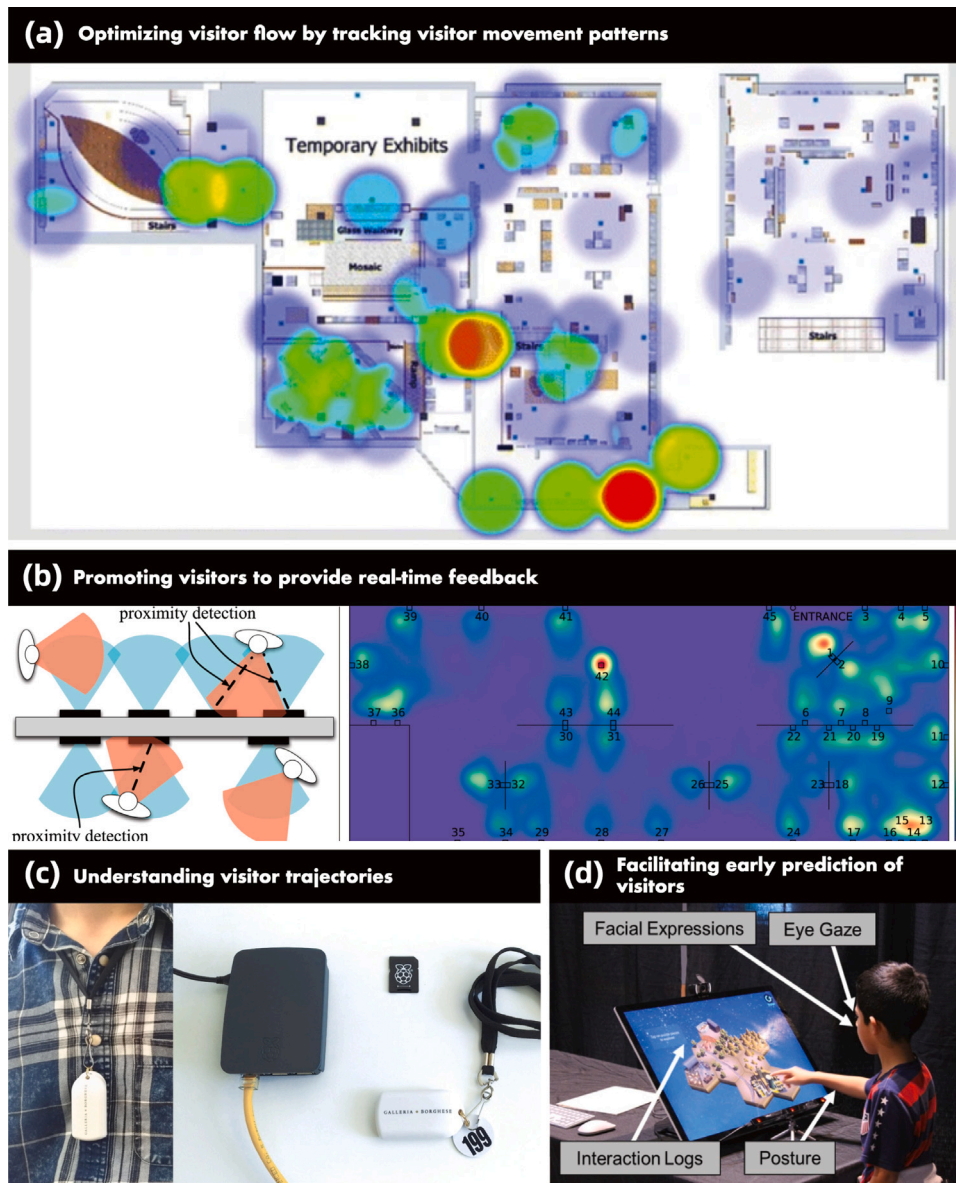 (a) Optimizing visitor flow by tracking visitor movement patterns
Temporary Exhibits
Stairs
Glass Walkway
Mosaic
Ramp
Stairs
Stairs
(b) Promoting visitors to provide real-time feedback
proximity detection
proximity detection
39 40 41 45 ENTRANCE 3 4 5
1
2
38 42 10
9
37 36 43 44 6 7 8
30 31 22 21 20 19 11
33 32 26 25 23 18 12
15 13
35 34 29 28 27 24 17 16 14
(c) Understanding visitor trajectories
GALLERIA BORGHESE
199
(d) Facilitating early prediction of
visitors
Facial Expressions
Eye Gaze
Interaction Logs
Posture